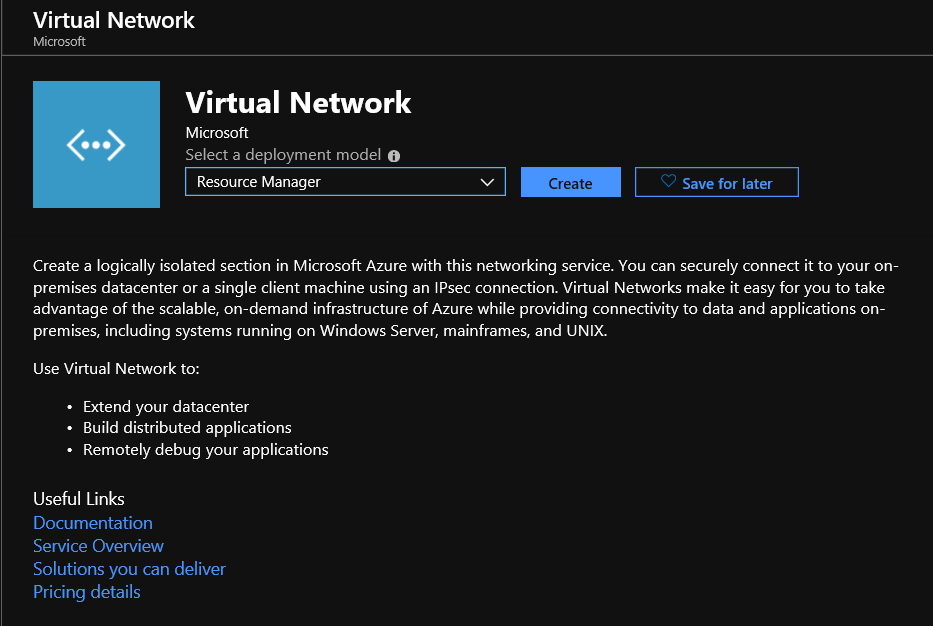 Virtual Network
Microsoft
Virtual Network
Microsoft
Select a deployment model
Resource Manager
Create
Save for later
Create a logically isolated section in Microsoft Azure with this networking service. You can securely connect it to your on-
premises datacenter or a single client machine using an IPsec connection. Virtual Networks make it easy for you to take
advantage of the scalable, on-demand infrastructure of Azure while providing connectivity to data and applications on-
premises, including systems running on Windows Server, mainframes, and UNIX.
Use Virtual Network to:
• Extend your datacenter
• Build distributed applications
• Remotely debug your applications
Useful Links
Documentation
Service Overview
Solutions you can deliver
Pricing details